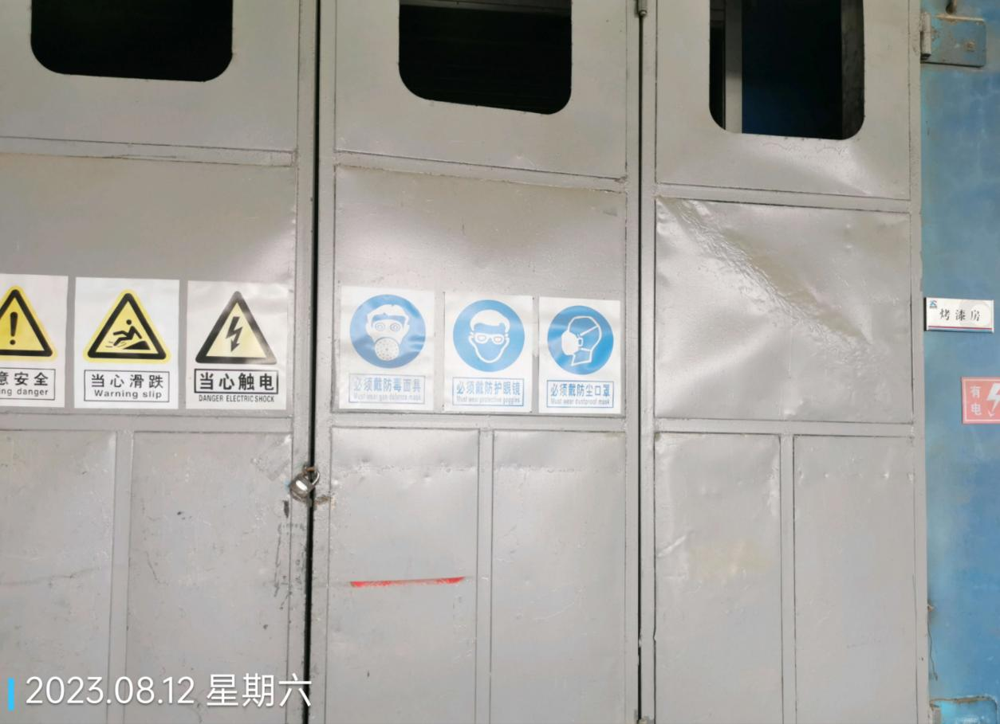 意安全
ing danger
当心滑跌
Warning slip
当心触电
DANGER ELECTRIC SHOCK
必须戴防毒面具
Must wear gas defence mask
必须戴防护眼镜
Must wear protective goggles
必须戴防尘口罩
Must wear dustproof mask
烤漆房
有
电
2023.08.12 星期六